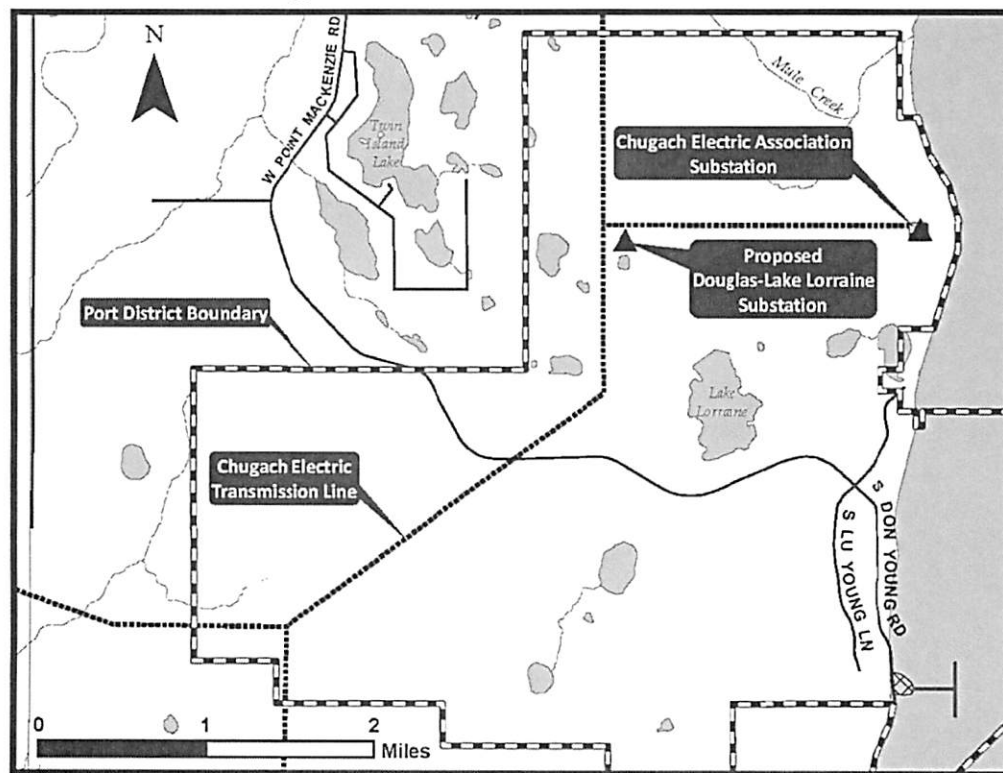 N
W POINT MACKENZIE RD
Twin
Island
Lake
Mule Creek
Chugach Electric Association
Substation
Proposed
Douglas-Lake Lorraine
Substation
Port District Boundary
Lake
Lorraine
Chugach Electric
Transmission Line
S DON YOUNG RD
S LU YOUNG LN
0
1
2
Miles